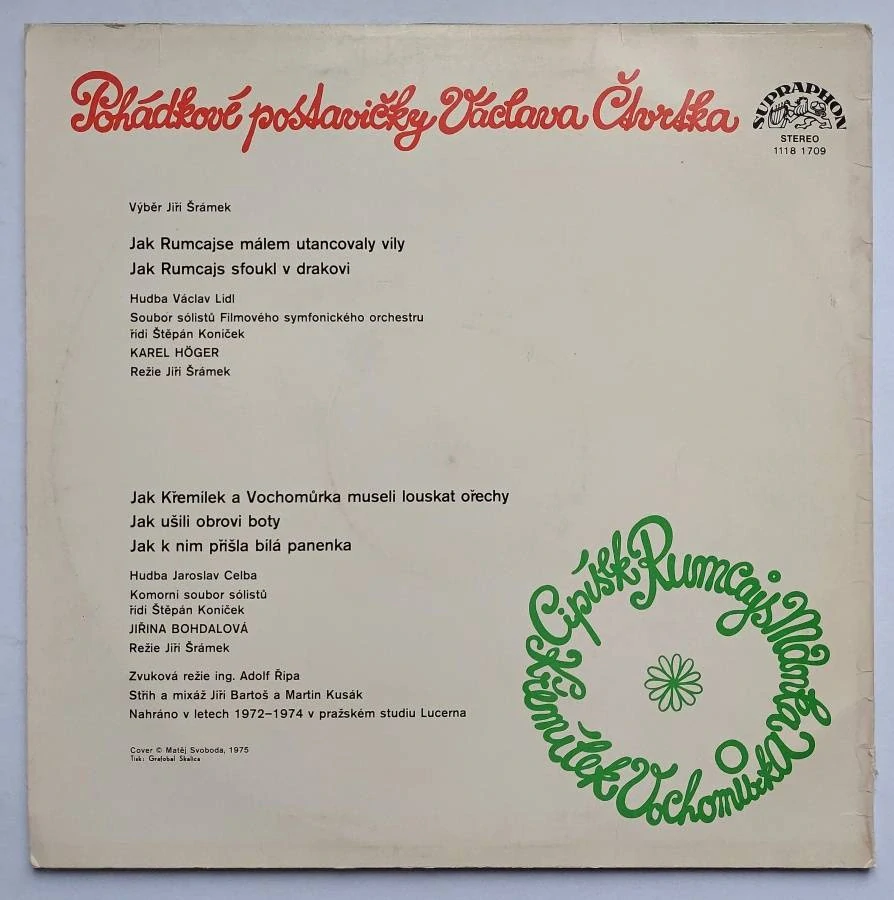 Pohádkové postavičky Václava Čtvrtka
SUPRAPHON
STEREO
1118 1709
Výběr Jiří Šrámek
Jak Rumcajse málem utancovaly víly
Jak Rumcajs sfoukl v drakovi
Hudba Václav Lídl
Soubor sólistů Filmového symfonického orchestru
řídí Štěpán Koníček
KAREL HÖGER
Režie Jiří Šrámek
Jak Křemílek a Vochomůrka museli louskat ořechy
Jak ušili obrovi boty
Jak k nim přišla bílá panenka
Hudba Jaroslav Celba
Komorní soubor sólistů
řídí Štěpán Koníček
JIŘINA BOHDALOVÁ
Režie Jiří Šrámek
Zvuková režie ing. Adolf Řípa
Střih a mixáž Jiří Bartoš a Martin Kusák
Nahráno v letech 1972–1974 v pražském studiu Lucerna
Cover © Matěj Svoboda, 1975
Tisk: Grafobal Skalica
Cipísek Rumcajs Manka Vochomůrka Křemílek